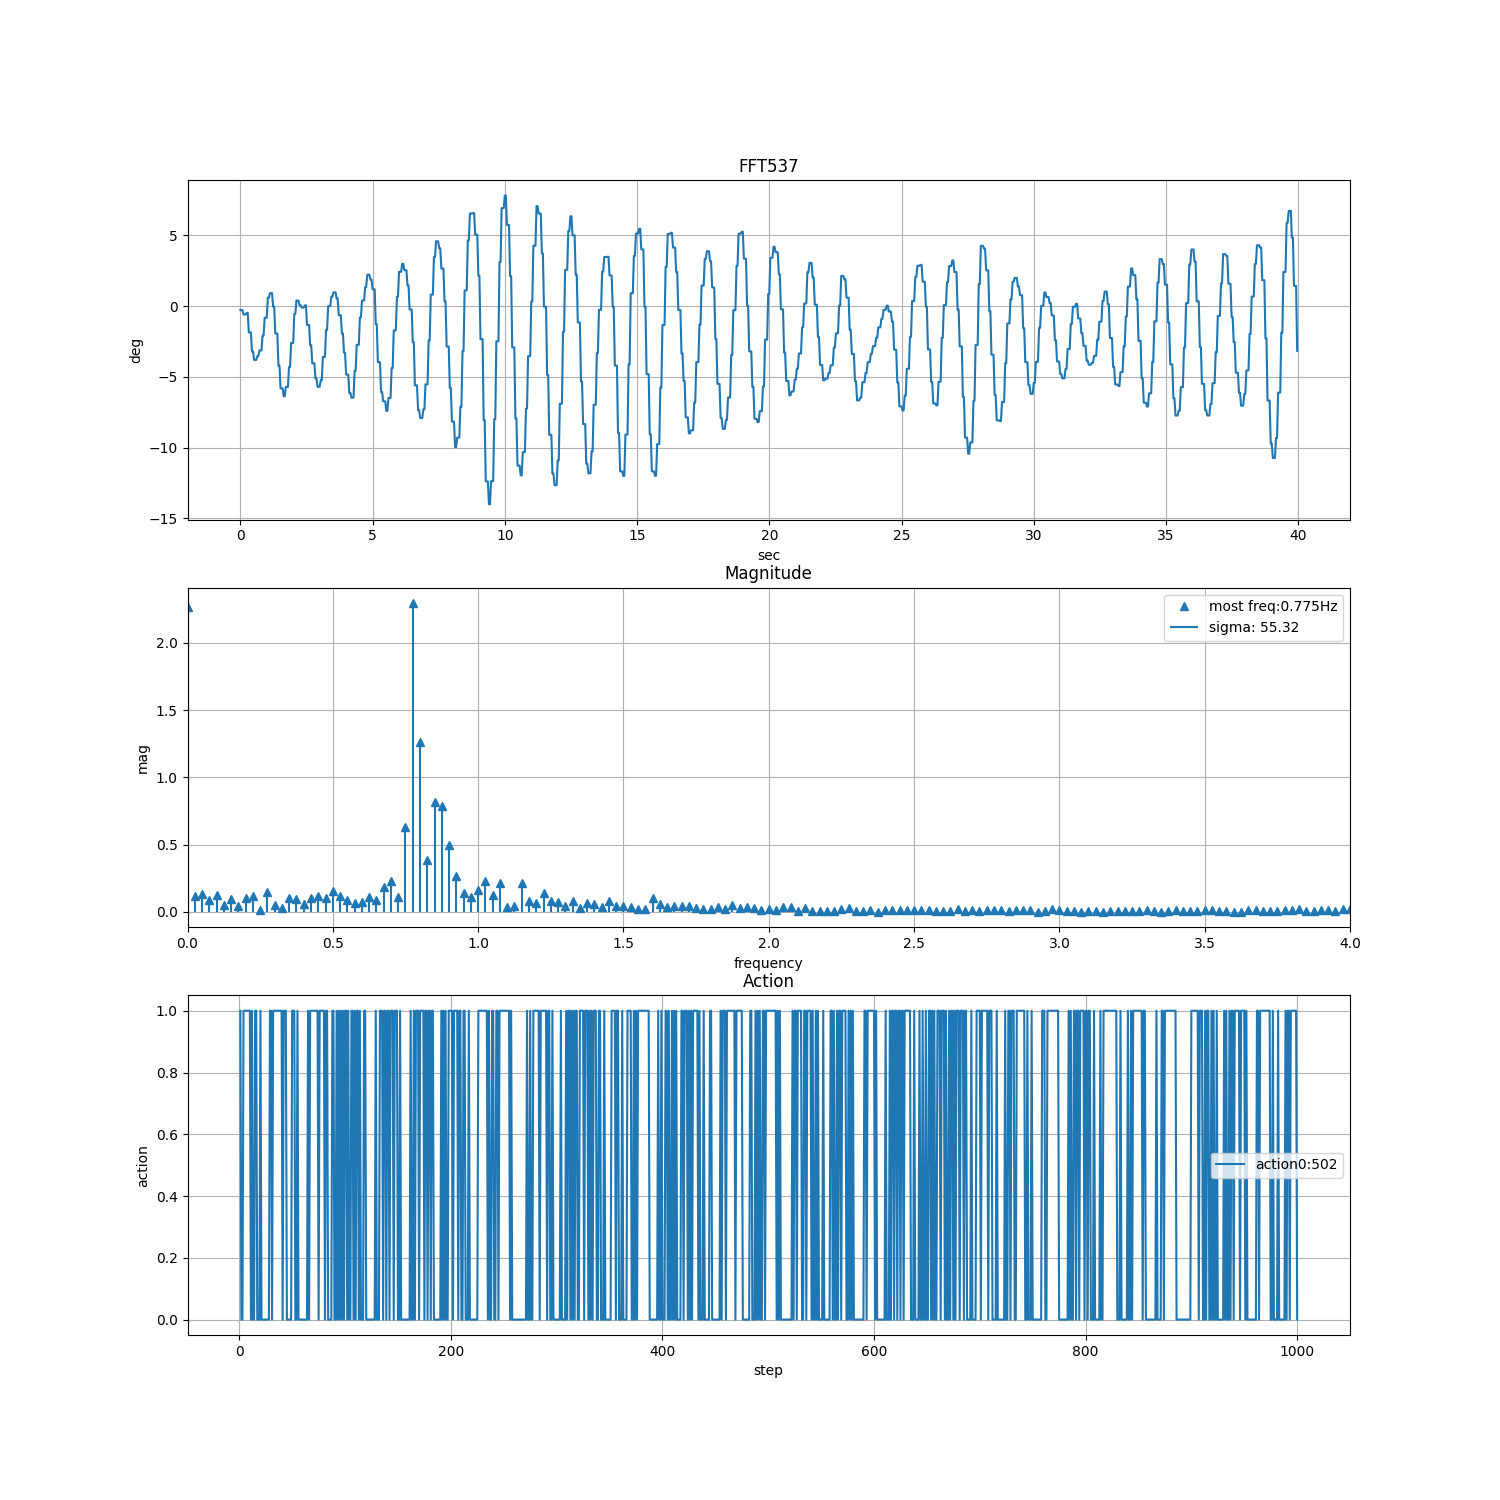 FFT537
5
0
−5
−10
−15
deg
0 5 10 15 20 25 30 35 40
sec
Magnitude
most freq:0.775Hz
sigma: 55.32
2.0
1.5
1.0
0.5
0.0
mag
0.0 0.5 1.0 1.5 2.0 2.5 3.0 3.5 4.0
frequency
Action
1.0
0.8
0.6
0.4
0.2
0.0
action
action0:502
0 200 400 600 800 1000
step